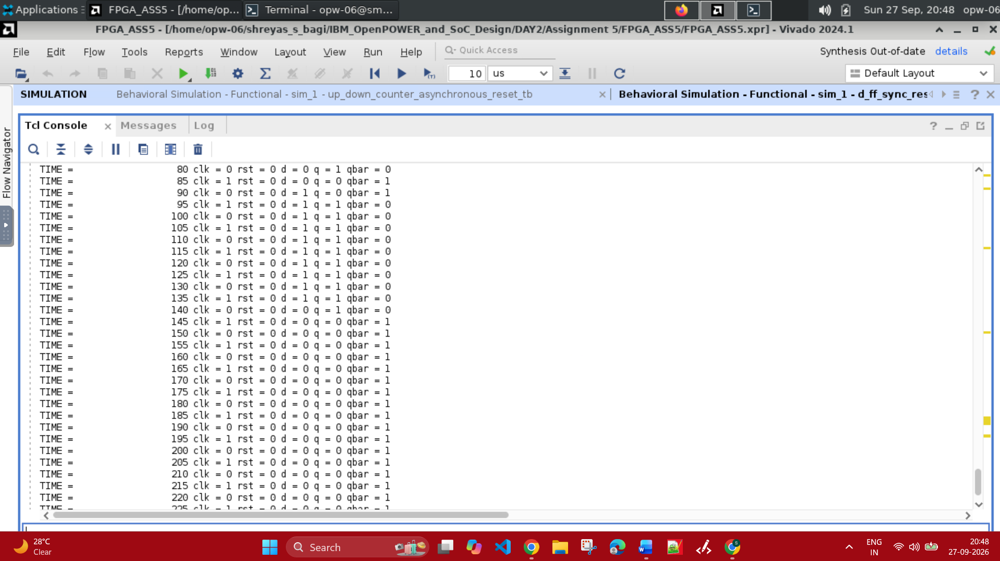 Applications FPGA_ASS5 - [/home/op... Terminal - opw-06@sm... Sun 27 Sep, 20:48 opw-06
FPGA_ASS5 - [/home/opw-06/shreyas_s_bagi/IBM_OpenPOWER_and_SoC_Design/DAY2/Assignment 5/FPGA_ASS5/FPGA_ASS5.xpr] - Vivado 2024.1
File Edit Flow Tools Reports Window Layout View Run Help Quick Access Synthesis Out-of-date details
10 us Default Layout
SIMULATION Behavioral Simulation - Functional - sim_1 - up_down_counter_asynchronous_reset_tb Behavioral Simulation - Functional - sim_1 - d_ff_sync_res
Flow Navigator
Tcl Console Messages Log
TIME = 80 clk = 0 rst = 0 d = 0 q = 1 qbar = 0
TIME = 85 clk = 1 rst = 0 d = 0 q = 0 qbar = 1
TIME = 90 clk = 0 rst = 0 d = 1 q = 0 qbar = 1
TIME = 95 clk = 1 rst = 0 d = 1 q = 1 qbar = 0
TIME = 100 clk = 0 rst = 0 d = 1 q = 1 qbar = 0
TIME = 105 clk = 1 rst = 0 d = 1 q = 1 qbar = 0
TIME = 110 clk = 0 rst = 0 d = 1 q = 1 qbar = 0
TIME = 115 clk = 1 rst = 0 d = 1 q = 1 qbar = 0
TIME = 120 clk = 0 rst = 0 d = 1 q = 1 qbar = 0
TIME = 125 clk = 1 rst = 0 d = 1 q = 1 qbar = 0
TIME = 130 clk = 0 rst = 0 d = 1 q = 1 qbar = 0
TIME = 135 clk = 1 rst = 0 d = 1 q = 1 qbar = 0
TIME = 140 clk = 0 rst = 0 d = 0 q = 1 qbar = 0
TIME = 145 clk = 1 rst = 0 d = 0 q = 0 qbar = 1
TIME = 150 clk = 0 rst = 0 d = 0 q = 0 qbar = 1
TIME = 155 clk = 1 rst = 0 d = 0 q = 0 qbar = 1
TIME = 160 clk = 0 rst = 0 d = 0 q = 0 qbar = 1
TIME = 165 clk = 1 rst = 0 d = 0 q = 0 qbar = 1
TIME = 170 clk = 0 rst = 0 d = 0 q = 0 qbar = 1
TIME = 175 clk = 1 rst = 0 d = 0 q = 0 qbar = 1
TIME = 180 clk = 0 rst = 0 d = 0 q = 0 qbar = 1
TIME = 185 clk = 1 rst = 0 d = 0 q = 0 qbar = 1
TIME = 190 clk = 0 rst = 0 d = 0 q = 0 qbar = 1
TIME = 195 clk = 1 rst = 0 d = 0 q = 0 qbar = 1
TIME = 200 clk = 0 rst = 0 d = 0 q = 0 qbar = 1
TIME = 205 clk = 1 rst = 0 d = 0 q = 0 qbar = 1
TIME = 210 clk = 0 rst = 0 d = 0 q = 0 qbar = 1
TIME = 215 clk = 1 rst = 0 d = 0 q = 0 qbar = 1
TIME = 220 clk = 0 rst = 0 d = 0 q = 0 qbar = 1
TIME = 225 clk = 1 rst = 0 d = 0 q = 0 qbar = 1
28°C
Clear
Search
ENG
IN
20:48
27-09-2026